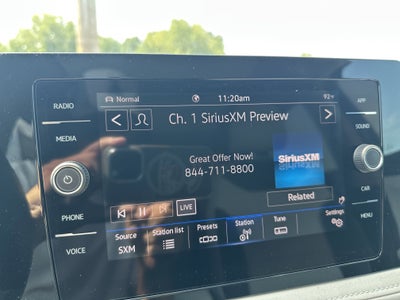 RADIO
MEDIA
PHONE
VOICE
Normal
11:20am
92°F
Ch. 1 SiriusXM Preview
Great Offer Now!
844-711-8800
SiriusXM
Related
LIVE
Source
SXM
Station list
Presets
Station
Tune
Settings
APP
SOUND
CAR
MENU